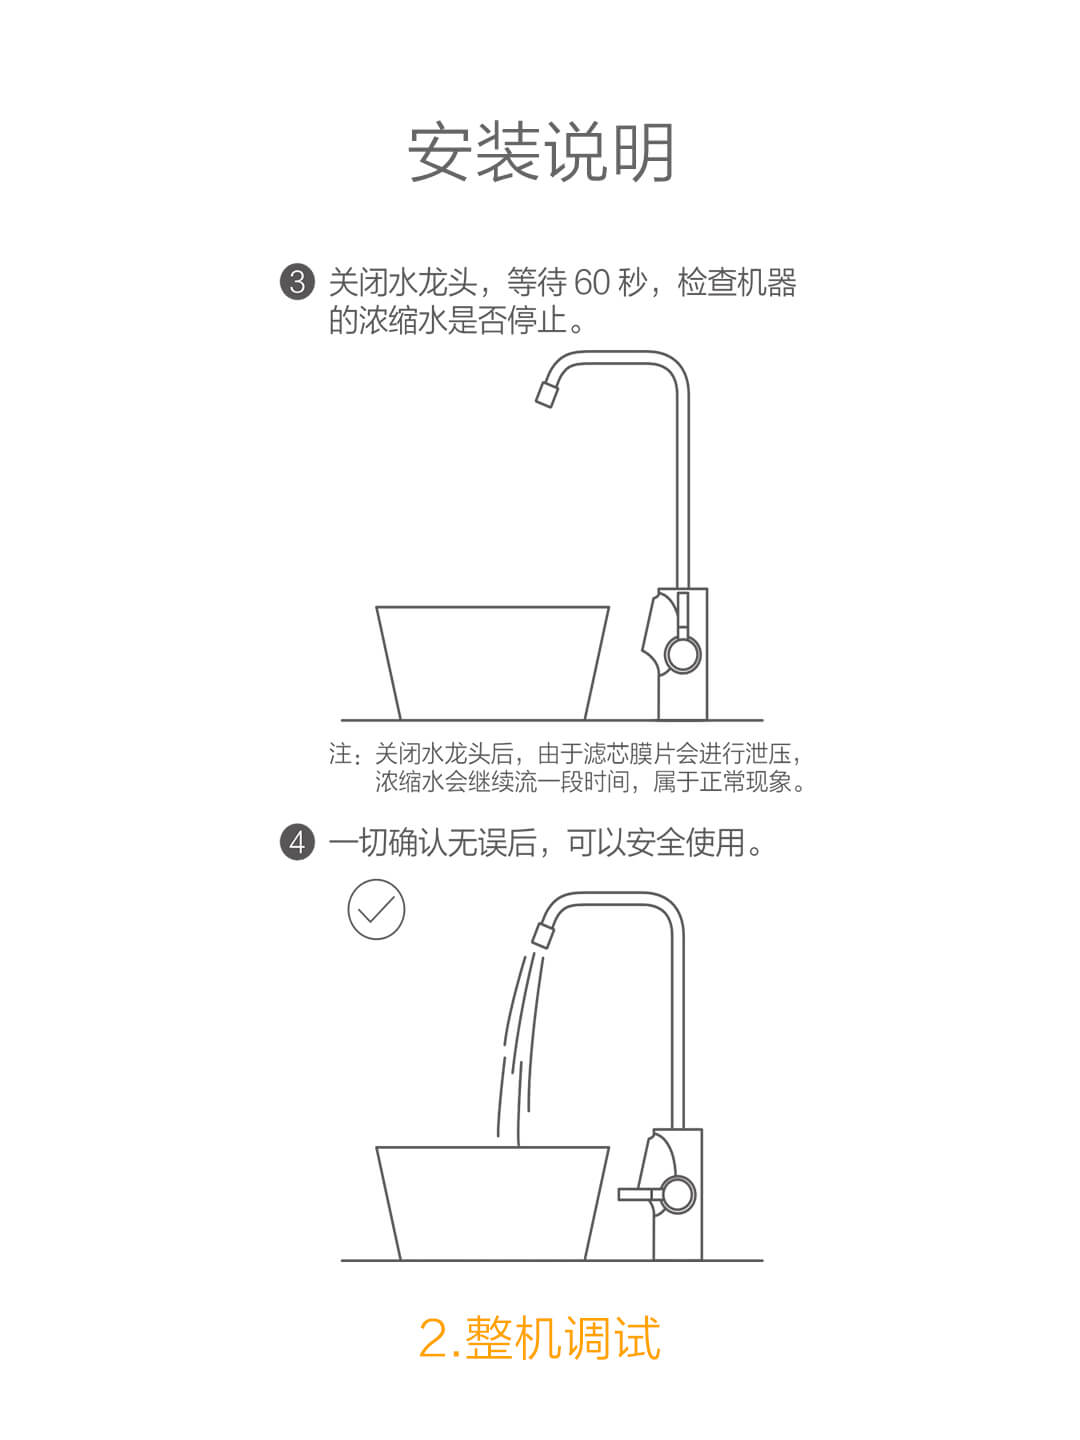 安装说明
3 关闭水龙头，等待 60 秒，检查机器
的浓缩水是否停止。
注：关闭水龙头后，由于滤芯膜片会进行泄压，
浓缩水会继续流一段时间，属于正常现象。
4 一切确认无误后，可以安全使用。
2.整机调试